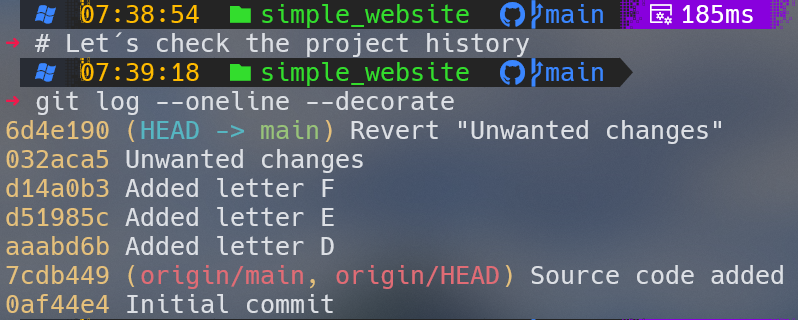 07:38:54 simple_website main 185ms
→ # Let´s check the project history
07:39:18 simple_website main
→ git log --oneline --decorate
6d4e190 (HEAD -> main) Revert "Unwanted changes"
032aca5 Unwanted changes
d14a0b3 Added letter F
d51985c Added letter E
aaabd6b Added letter D
7cdb449 (origin/main, origin/HEAD) Source code added
0af44e4 Initial commit